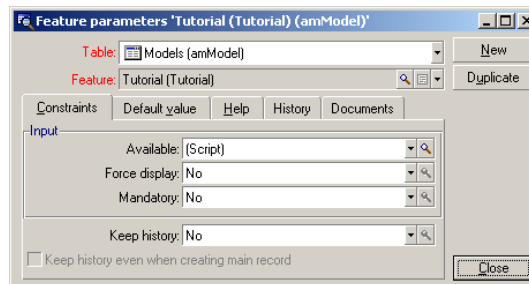 Feature parameters 'Tutorial (Tutorial) (amModel)'
Table: Models (amModel)
New
Feature: Tutorial (Tutorial)
Duplicate
Constraints Default value Help History Documents
Input
Available: (Script)
Force display: No
Mandatory: No
Keep history: No
Keep history even when creating main record
Close